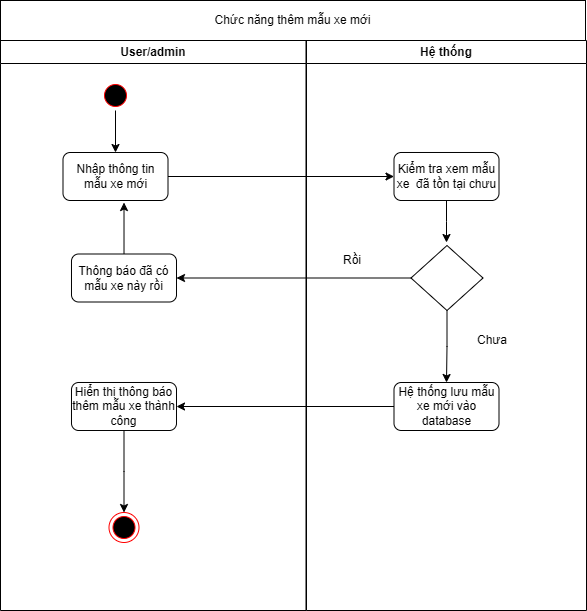 Chức năng thêm mẫu xe mới
User/admin
Hệ thống
Nhập thông tin
mẫu xe mới
Kiểm tra xem mẫu
xe đã tồn tại chưu
Rồi
Thông báo đã có
mẫu xe này rồi
Chưa
Hiển thị thông báo
thêm mẫu xe thành
công
Hệ thống lưu mẫu
xe mới vào
database